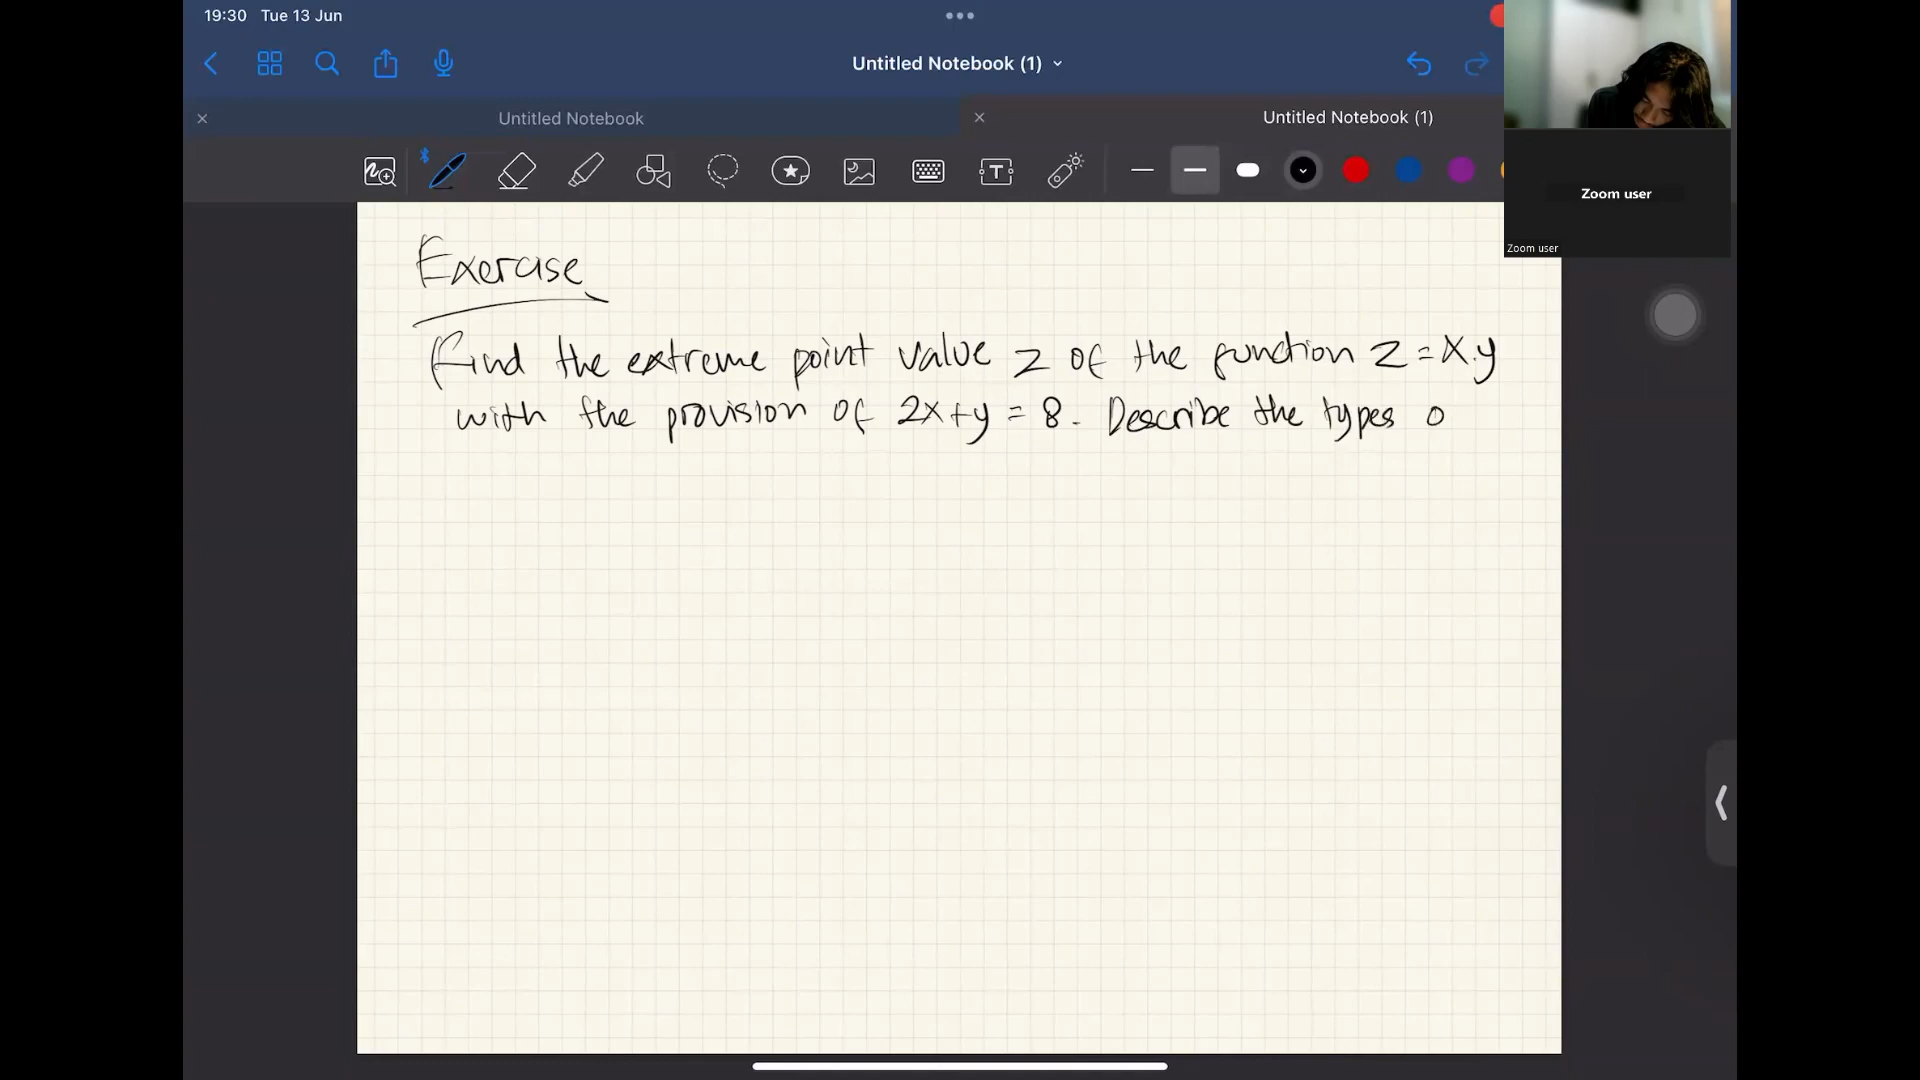 19:30 Tue 13 Jun
Untitled Notebook (1)
Untitled Notebook
Untitled Notebook (1)
T
Zoom user
Zoom user
Exercise
Find the extreme point value z of the function z = x.y
with the provision of 2x+y = 8. Describe the types o